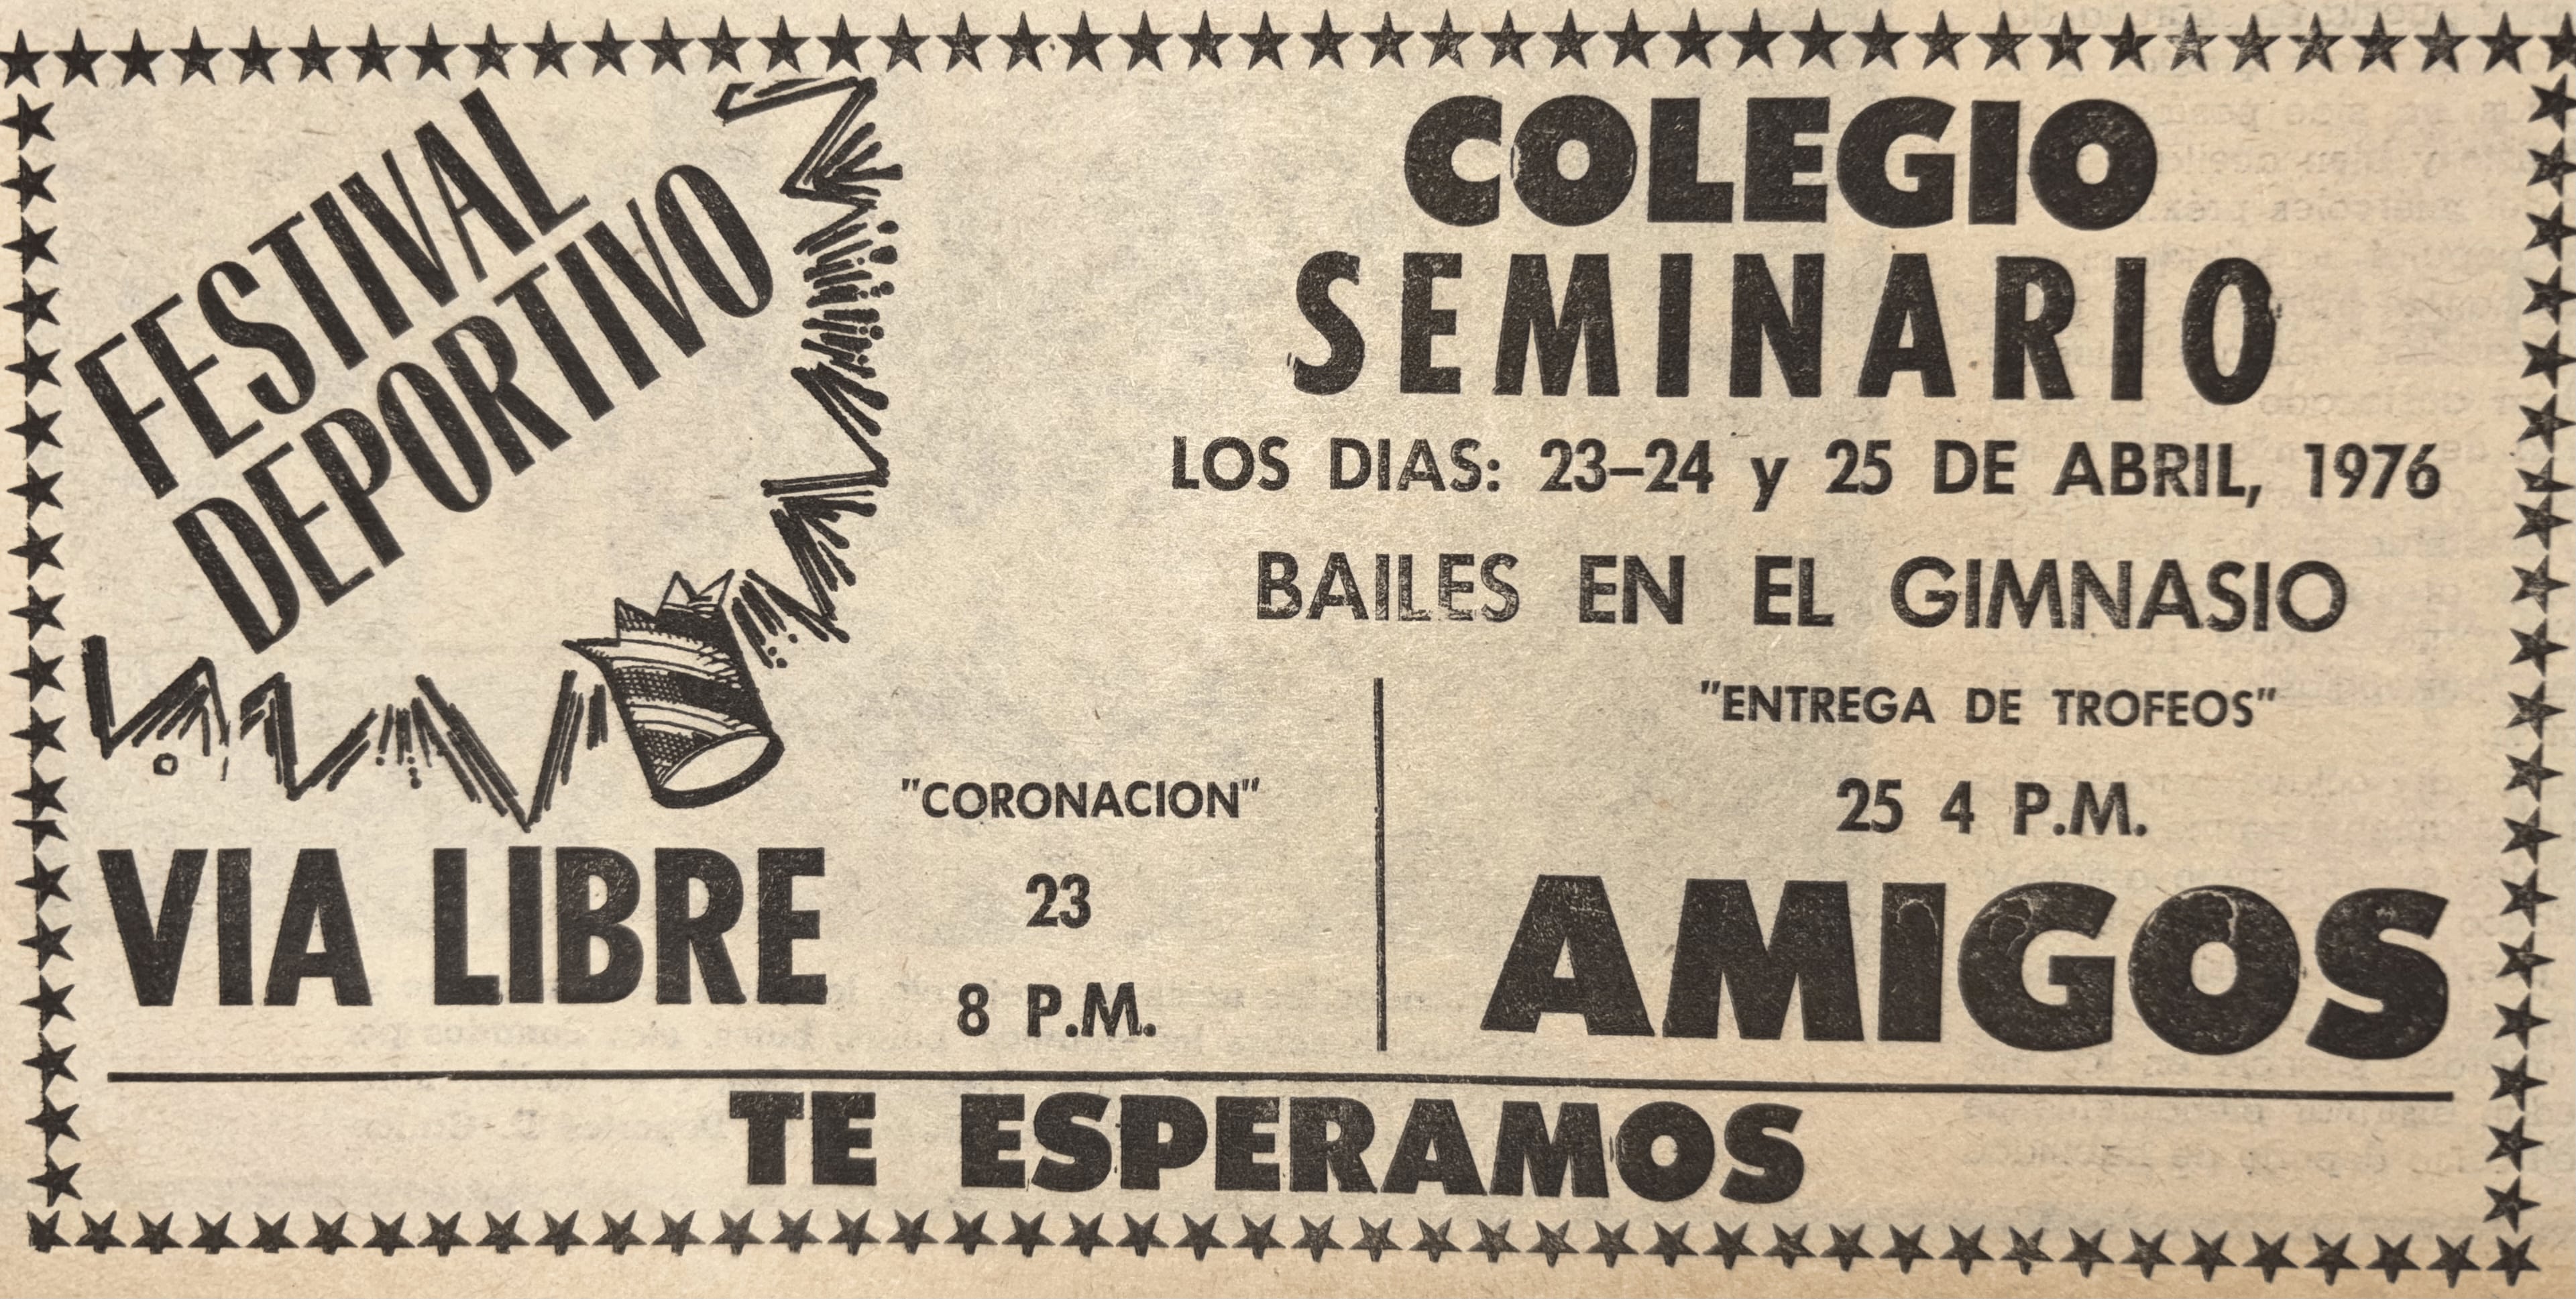 FESTIVAL
DEPORTIVO
COLEGIO
SEMINARIO
LOS DIAS: 23–24 y 25 DE ABRIL, 1976
BAILES EN EL GIMNASIO
VIA LIBRE
"CORONACION"
23
8 P.M.
"ENTREGA DE TROFEOS"
25 4 P.M.
AMIGOS
TE ESPERAMOS